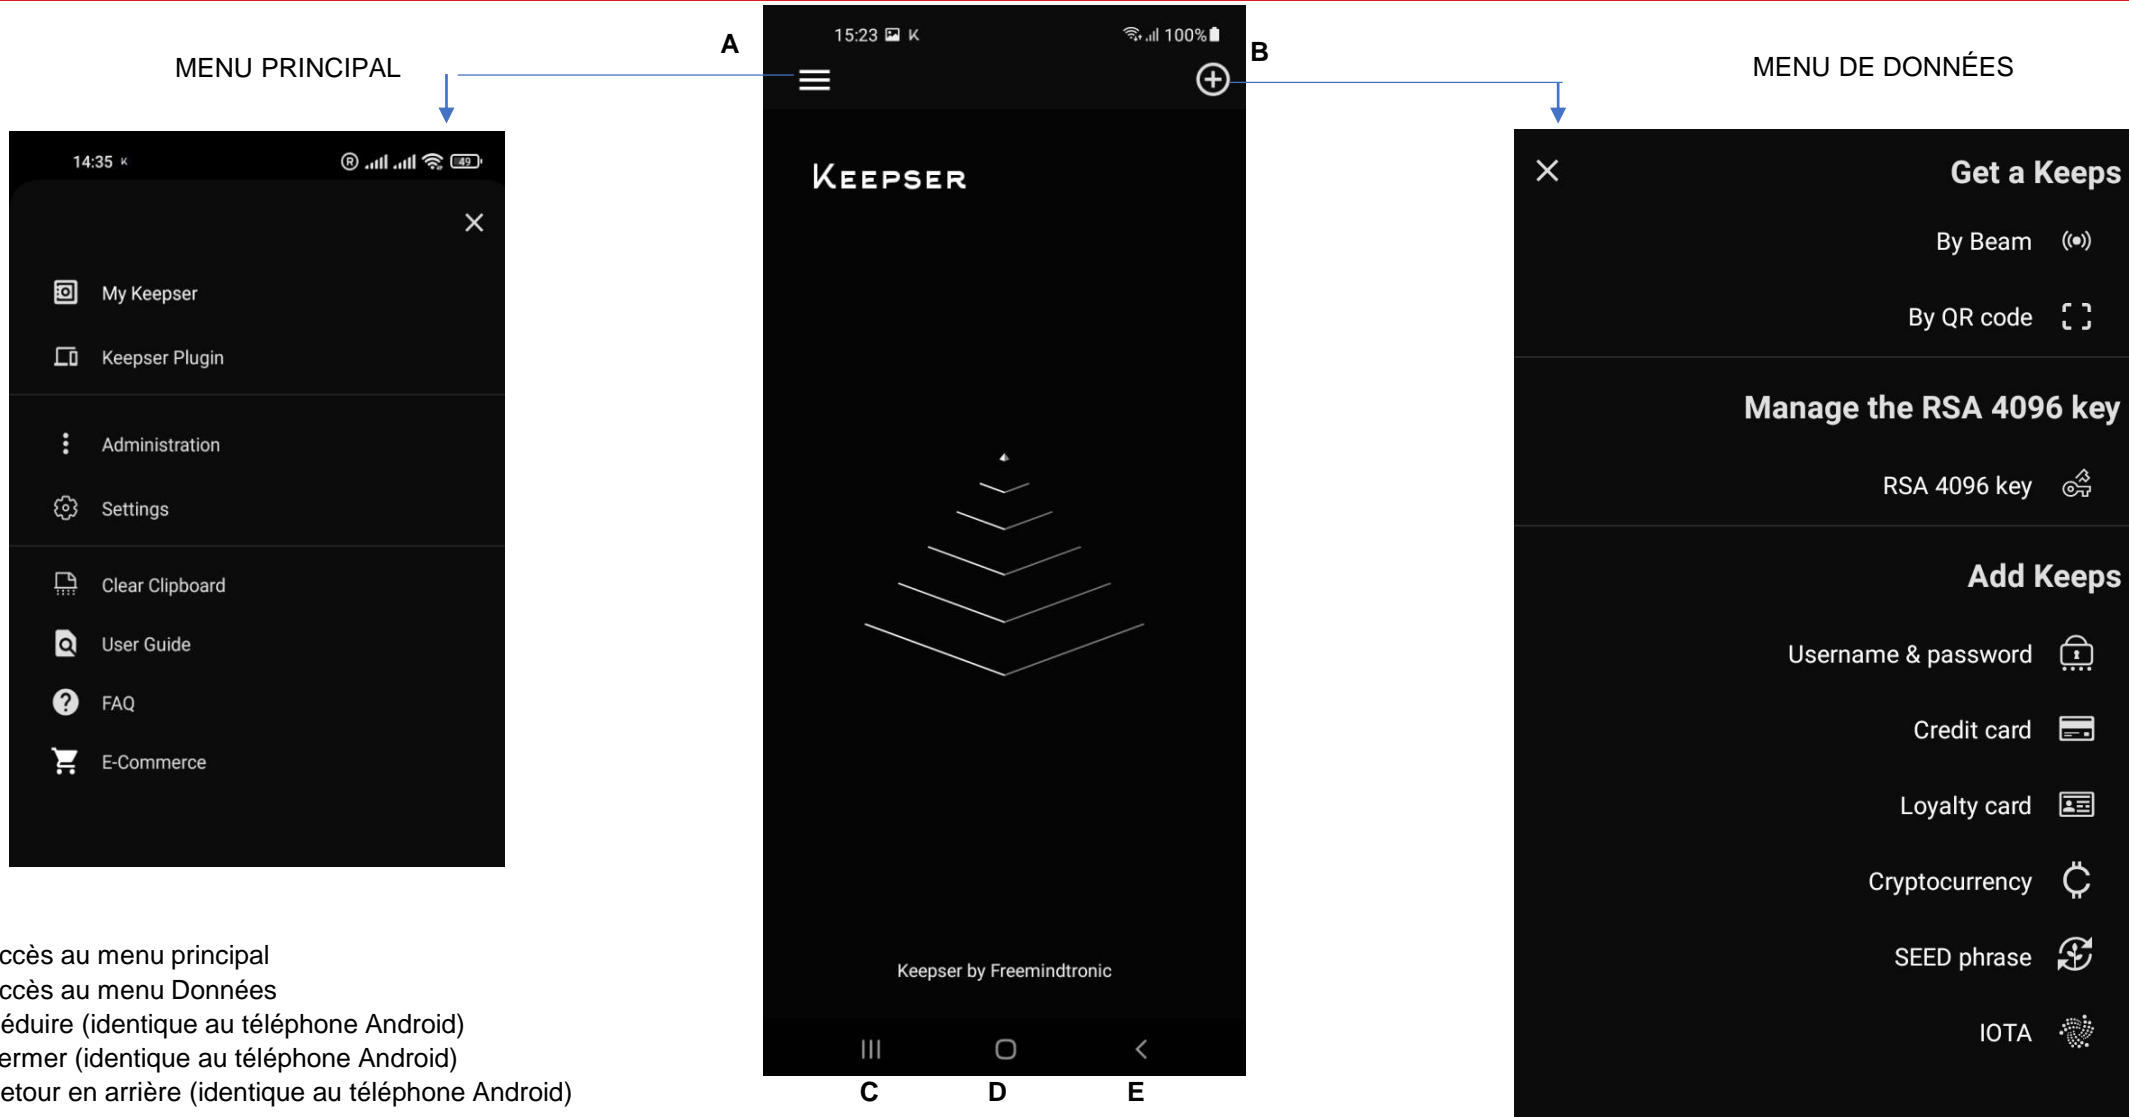 MENU PRINCIPAL
14:35 K
® 49
My Keepser
Keepser Plugin
Administration
Settings
Clear Clipboard
User Guide
FAQ
E-Commerce
A
15:23 K
100%
B
KEEPSER
Keepser by Freemindtronic
C D E
MENU DE DONNÉES
Get a Keeps
By Beam
By QR code
Manage the RSA 4096 key
RSA 4096 key
Add Keeps
Username & password
Credit card
Loyalty card
Cryptocurrency
SEED phrase
IOTA
ccès au menu principal
ccès au menu Données
éduire (identique au téléphone Android)
ermer (identique au téléphone Android)
etour en arrière (identique au téléphone Android)